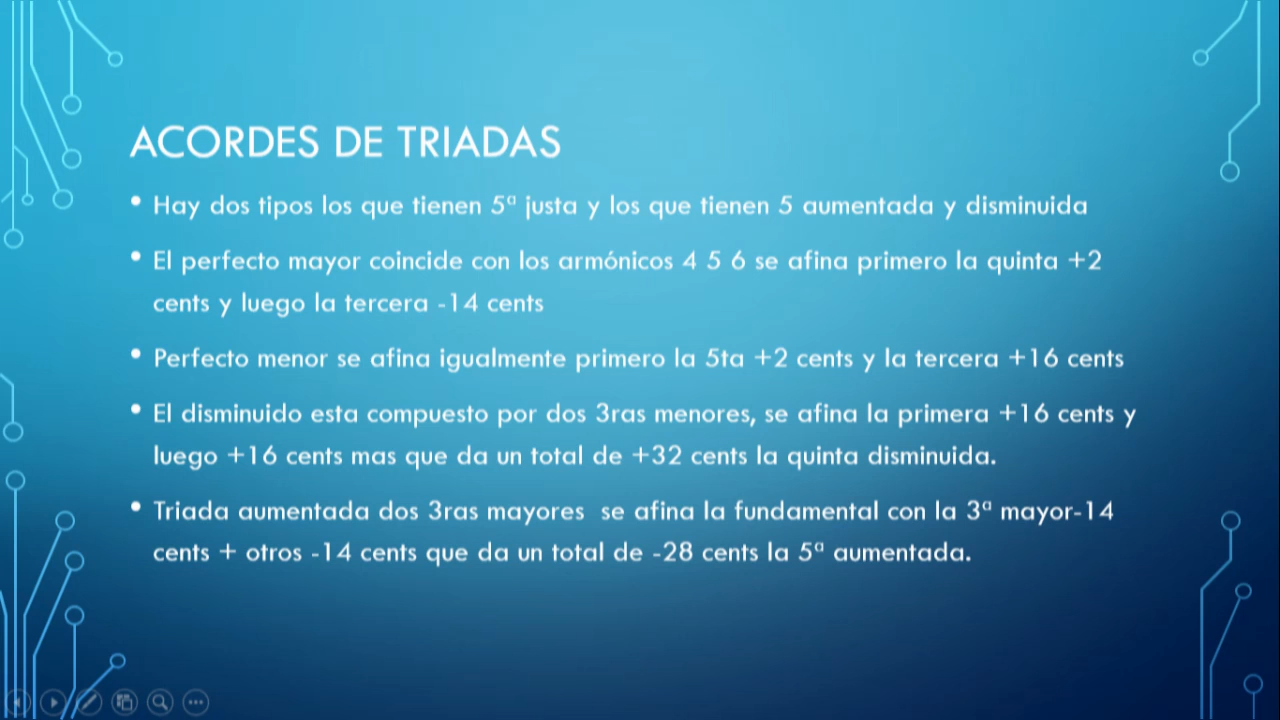 ACORDES DE TRIADAS
• Hay dos tipos los que tienen 5ª justa y los que tienen 5 aumentada y disminuida
• El perfecto mayor coincide con los armónicos 4 5 6 se afina primero la quinta +2
cents y luego la tercera -14 cents
• Perfecto menor se afina igualmente primero la 5ta +2 cents y la tercera +16 cents
• El disminuido esta compuesto por dos 3ras menores, se afina la primera +16 cents y
luego +16 cents mas que da un total de +32 cents la quinta disminuida.
• Triada aumentada dos 3ras mayores  se afina la fundamental con la 3ª mayor-14
cents + otros -14 cents que da un total de -28 cents la 5ª aumentada.